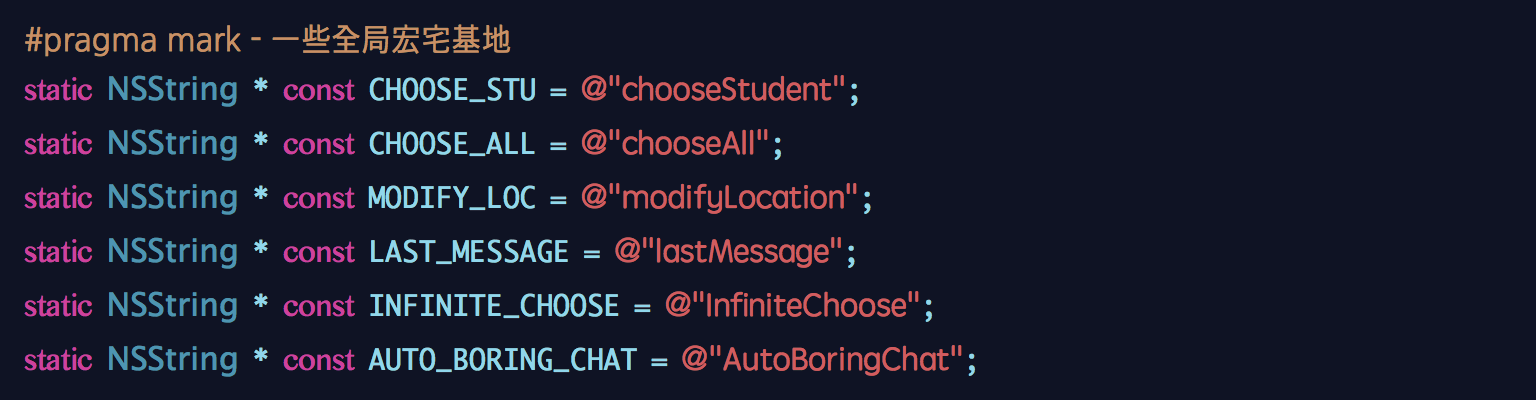 #pragma mark - 一些全局宏宅基地
static NSString * const CHOOSE_STU = @"chooseStudent";
static NSString * const CHOOSE_ALL = @"chooseAll";
static NSString * const MODIFY_LOC = @"modifyLocation";
static NSString * const LAST_MESSAGE = @"lastMessage";
static NSString * const INFINITE_CHOOSE = @"InfiniteChoose";
static NSString * const AUTO_BORING_CHAT = @"AutoBoringChat";